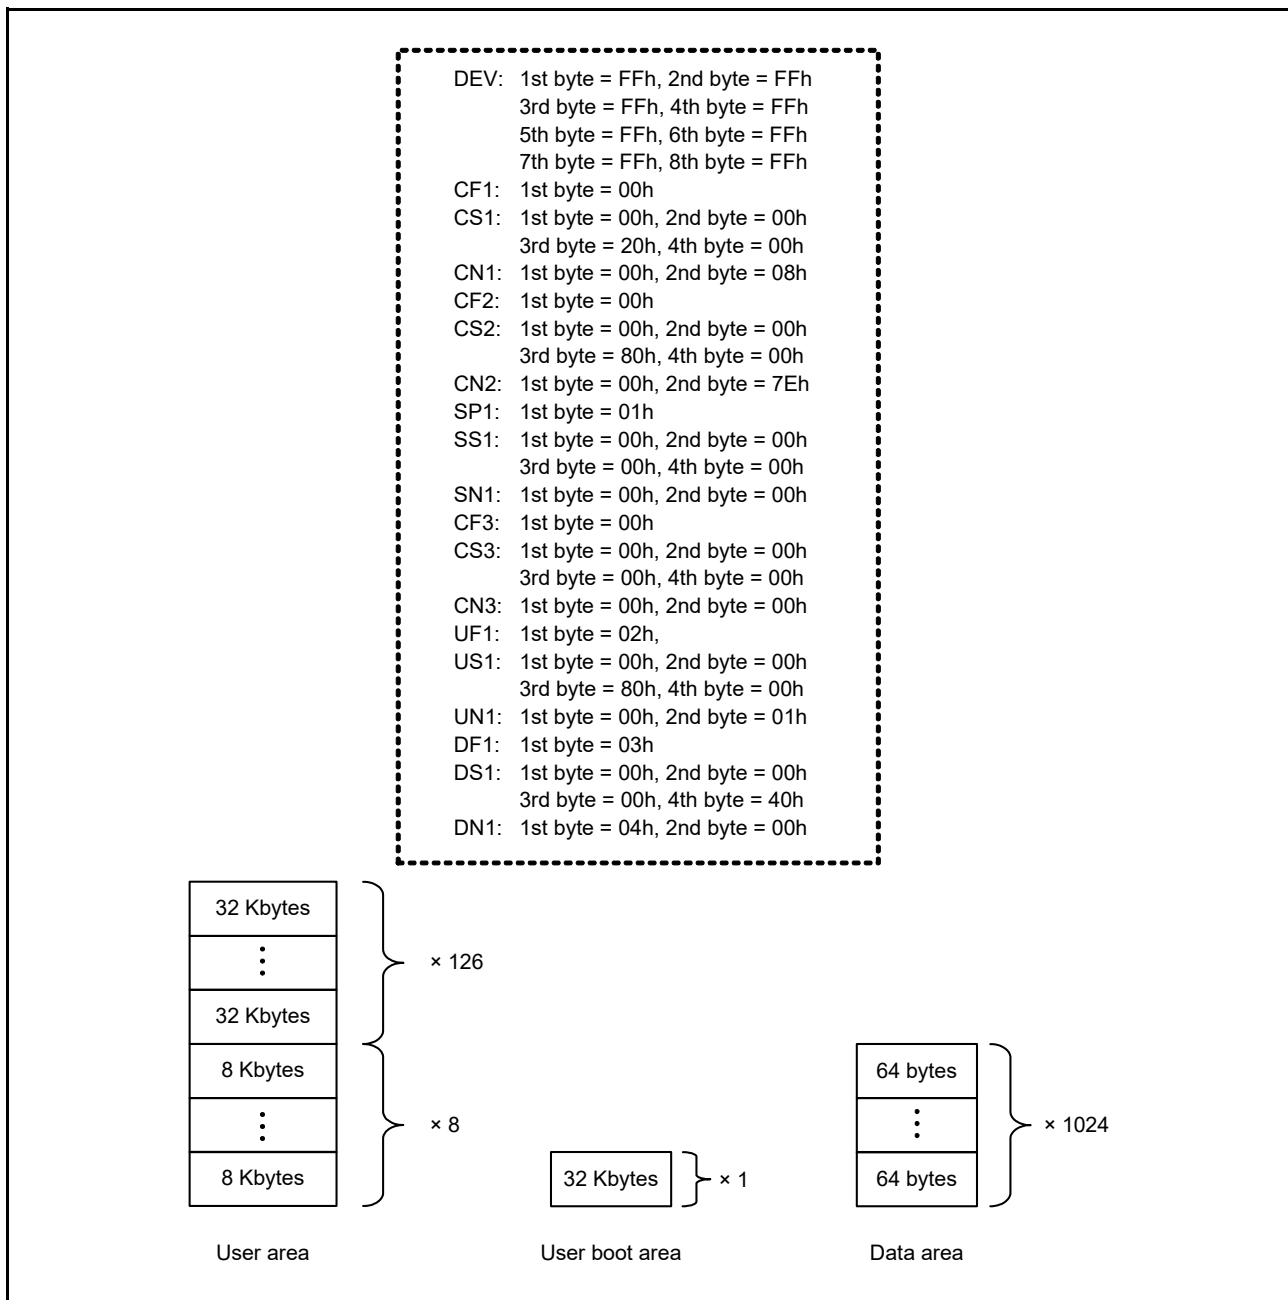 DEV: 1st byte = FFh, 2nd byte = FFh
3rd byte = FFh, 4th byte = FFh
5th byte = FFh, 6th byte = FFh
7th byte = FFh, 8th byte = FFh
CF1: 1st byte = 00h
CS1: 1st byte = 00h, 2nd byte = 00h
3rd byte = 20h, 4th byte = 00h
CN1: 1st byte = 00h, 2nd byte = 08h
CF2: 1st byte = 00h
CS2: 1st byte = 00h, 2nd byte = 00h
3rd byte = 80h, 4th byte = 00h
CN2: 1st byte = 00h, 2nd byte = 7Eh
SP1: 1st byte = 01h
SS1: 1st byte = 00h, 2nd byte = 00h
3rd byte = 00h, 4th byte = 00h
SN1: 1st byte = 00h, 2nd byte = 00h
CF3: 1st byte = 00h
CS3: 1st byte = 00h, 2nd byte = 00h
3rd byte = 00h, 4th byte = 00h
CN3: 1st byte = 00h, 2nd byte = 00h
UF1: 1st byte = 02h,
US1: 1st byte = 00h, 2nd byte = 00h
3rd byte = 80h, 4th byte = 00h
UN1: 1st byte = 00h, 2nd byte = 01h
DF1: 1st byte = 03h
DS1: 1st byte = 00h, 2nd byte = 00h
3rd byte = 00h, 4th byte = 40h
DN1: 1st byte = 04h, 2nd byte = 00h
32 Kbytes
⋮
× 126
32 Kbytes
8 Kbytes
⋮
× 8
8 Kbytes
User area
32 Kbytes
× 1
User boot area
64 bytes
⋮
× 1024
64 bytes
Data area